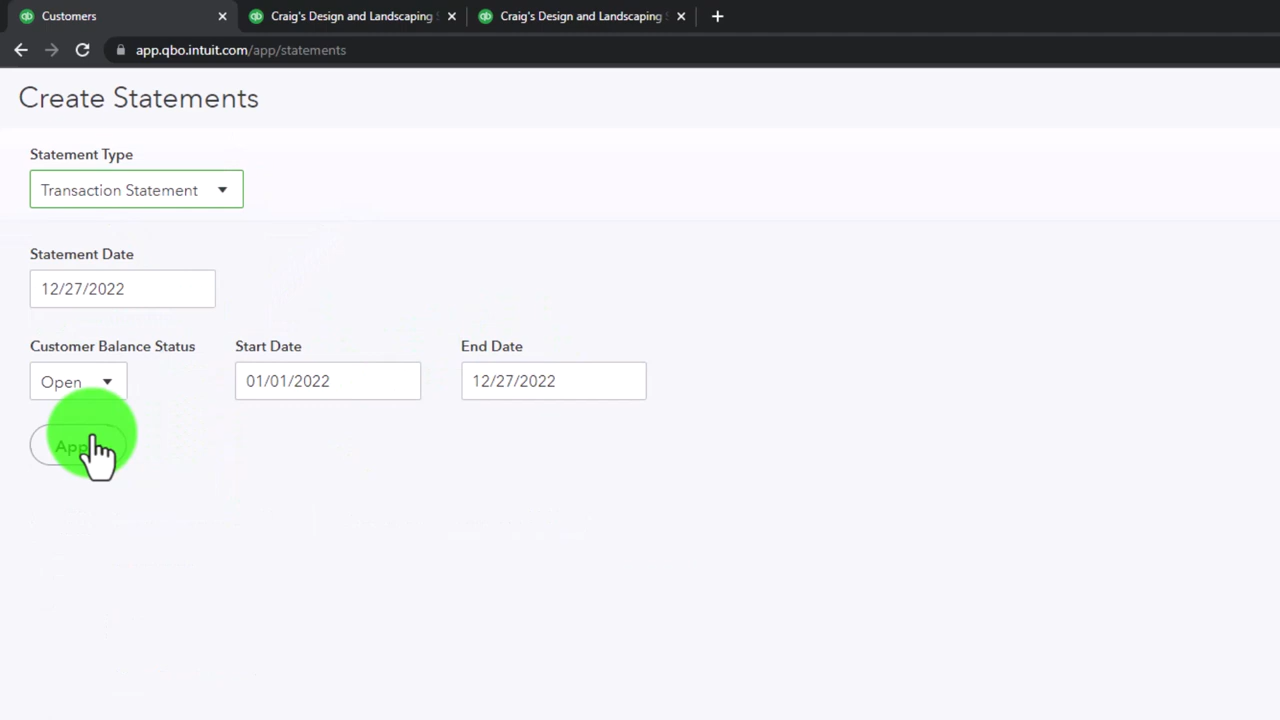 Customers
Craig's Design and Landscaping
Craig's Design and Landscaping
app.qbo.intuit.com/app/statements
Create Statements
Statement Type
Transaction Statement
Statement Date
12/27/2022
Customer Balance Status Start Date End Date
Open 01/01/2022 12/27/2022